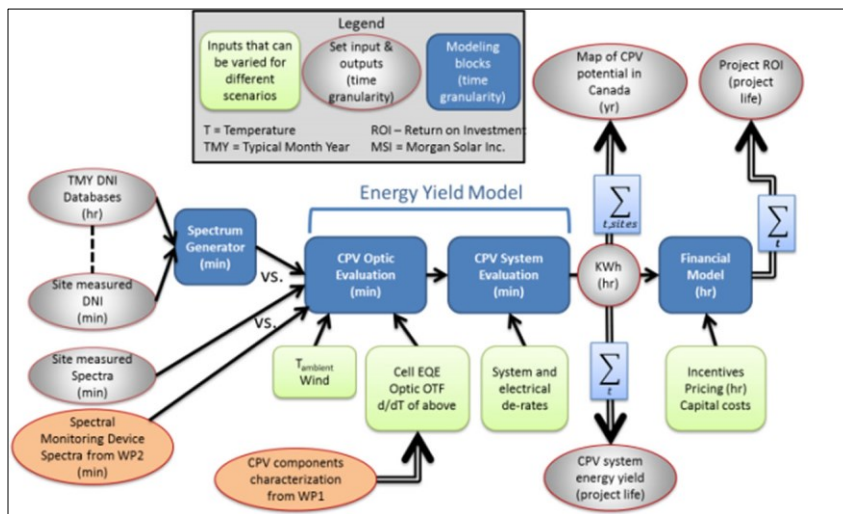 Legend
Inputs that can
be varied for
different
scenarios
Set input &
outputs
(time
granularity)
Modeling
blocks
(time
granularity)
T = Temperature
ROI – Return on Investment
TMY = Typical Month Year
MSI = Morgan Solar Inc.
Map of CPV
potential in
Canada
(yr)
Project ROI
(project
life)
TMY DNI
Databases
(hr)
Site measured
DNI
(min)
Spectrum
Generator
(min)
Energy Yield Model
vs.
CPV Optic
Evaluation
(min)
CPV System
Evaluation
(min)
∑
t,sites
KWh
(hr)
Financial
Model
(hr)
∑
t
vs.
Site measured
Spectra
(min)
Spectral
Monitoring Device
Spectra from WP2
(min)
Tambient
Wind
Cell EQE
Optic OTF
d/dT of above
System and
electrical
de-rates
∑
t
Incentives
Pricing (hr)
Capital costs
CPV components
characterization
from WP1
CPV system
energy yield
(project life)